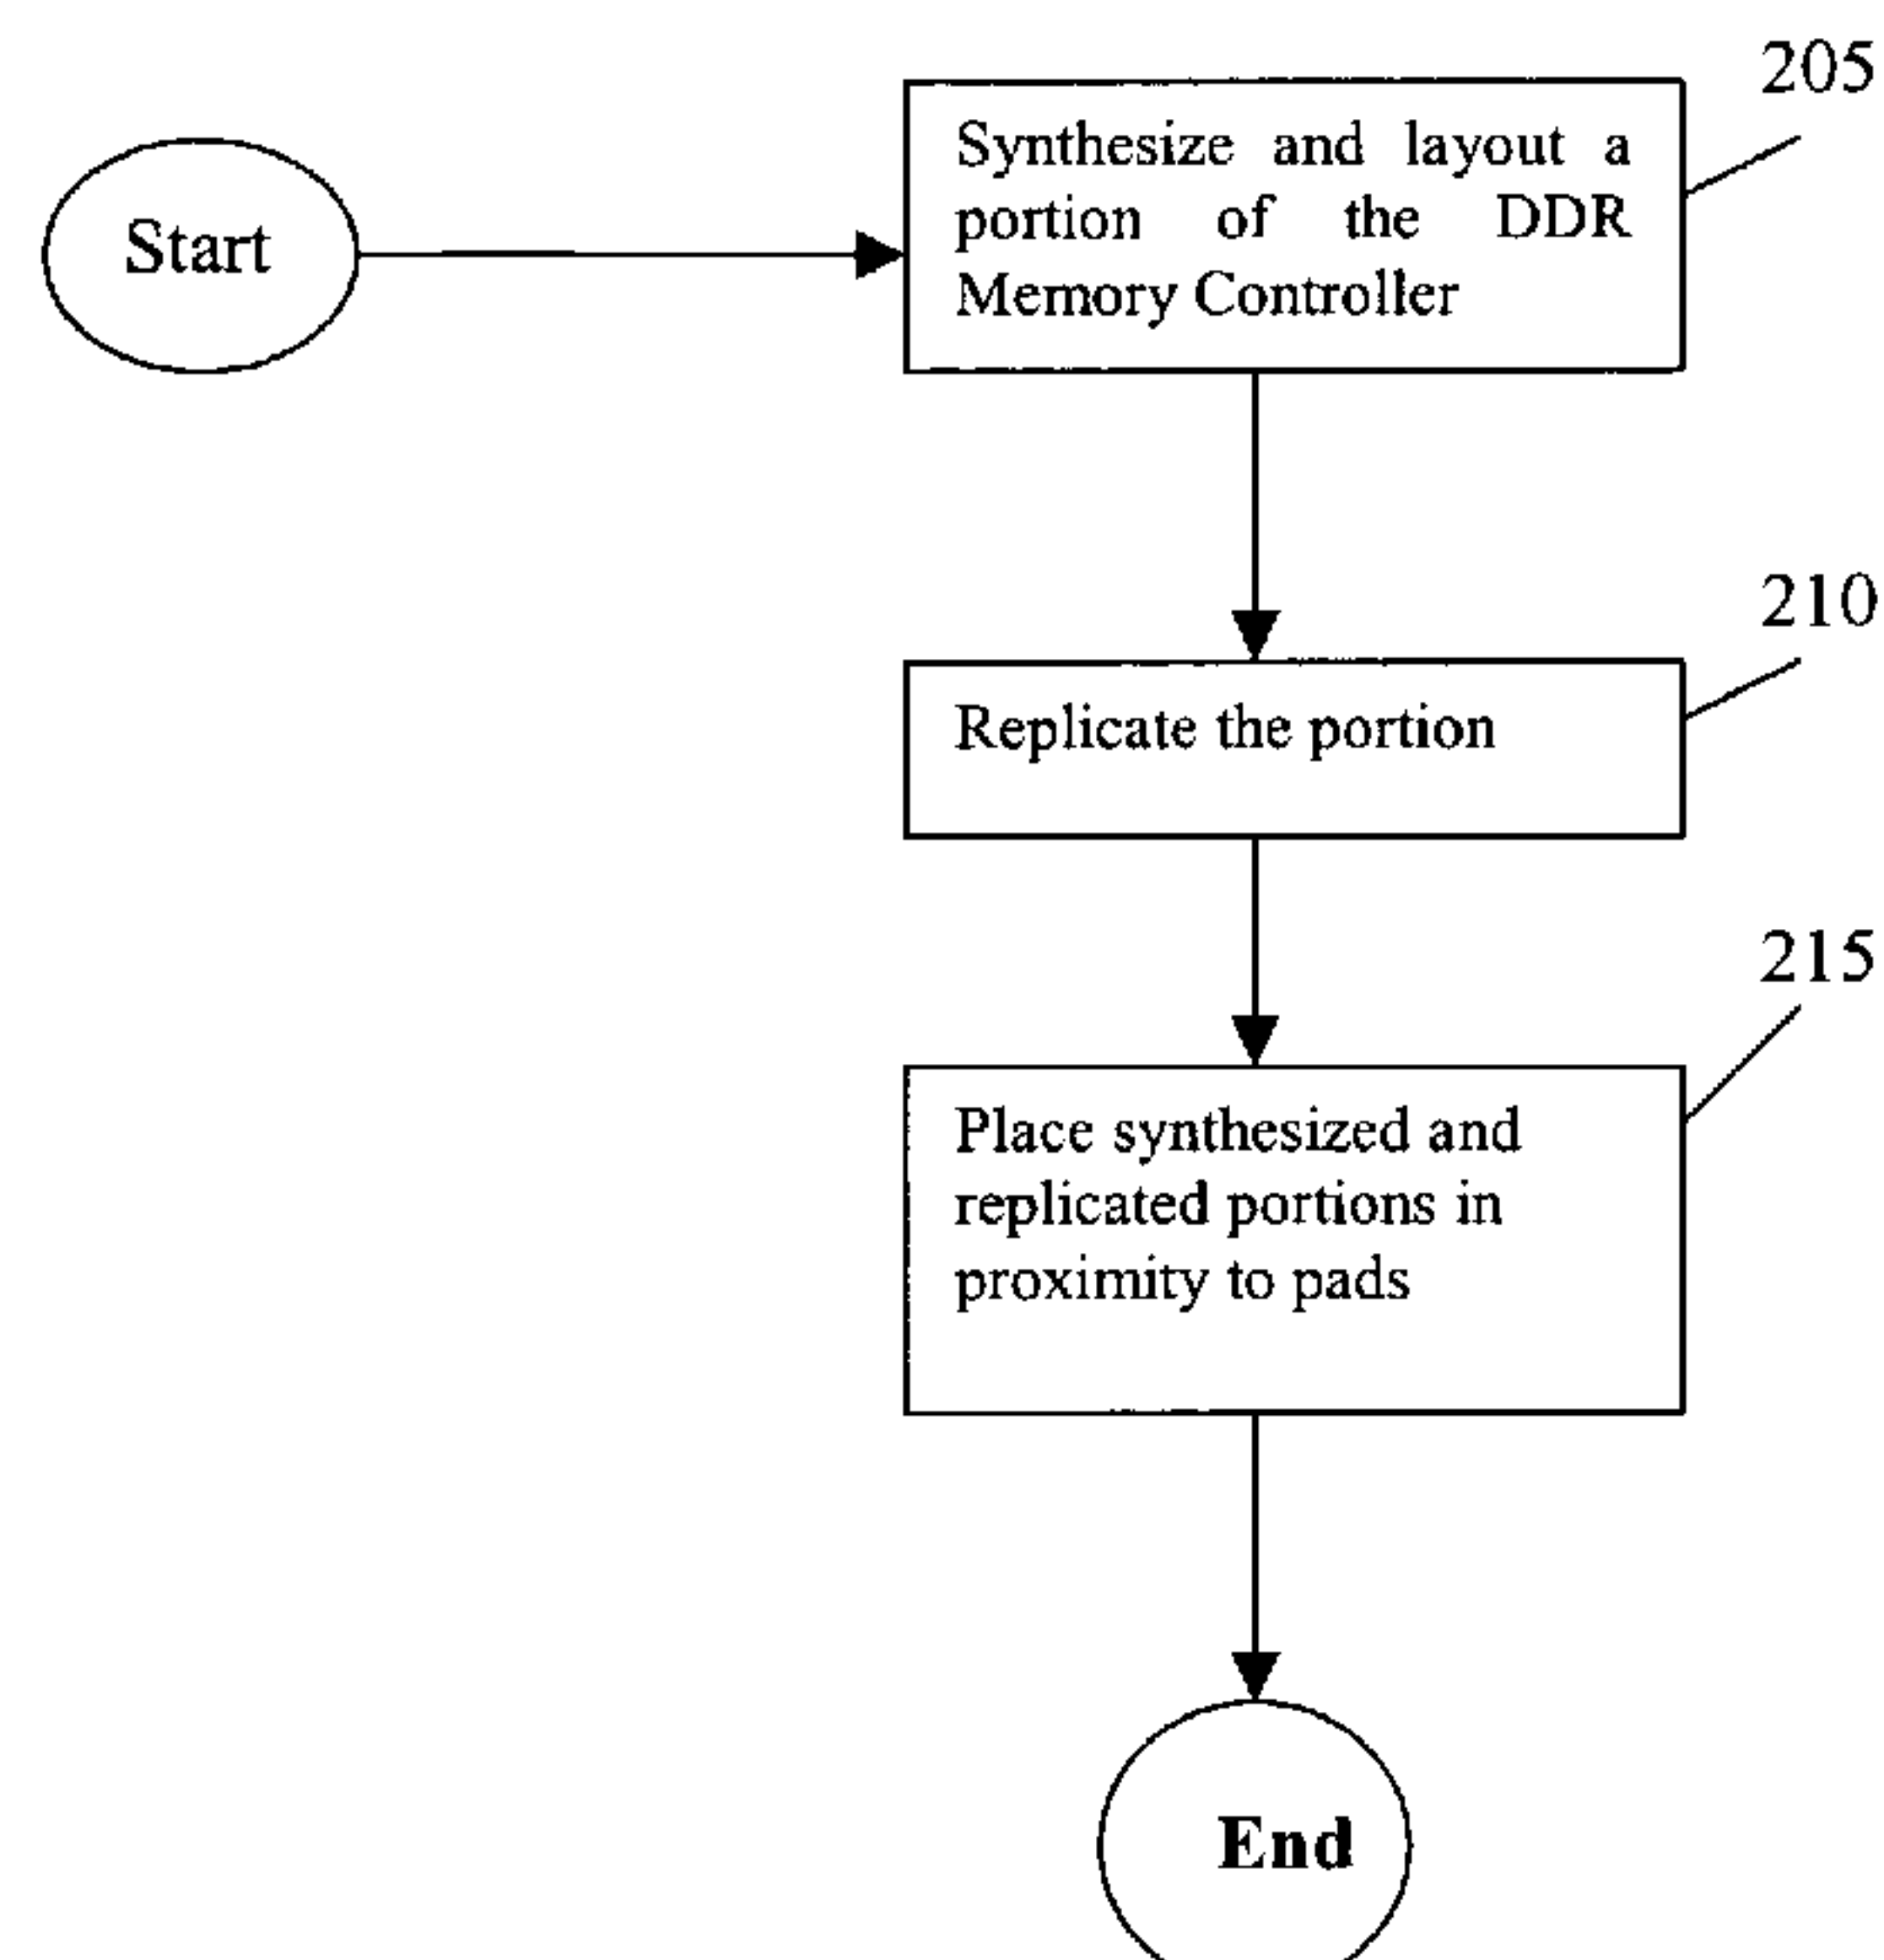 205
Synthesize and layout a
portion of the DDR
Memory Controller
Start
210
Replicate the portion
215
Place synthesized and
replicated portions in
proximity to pads
End